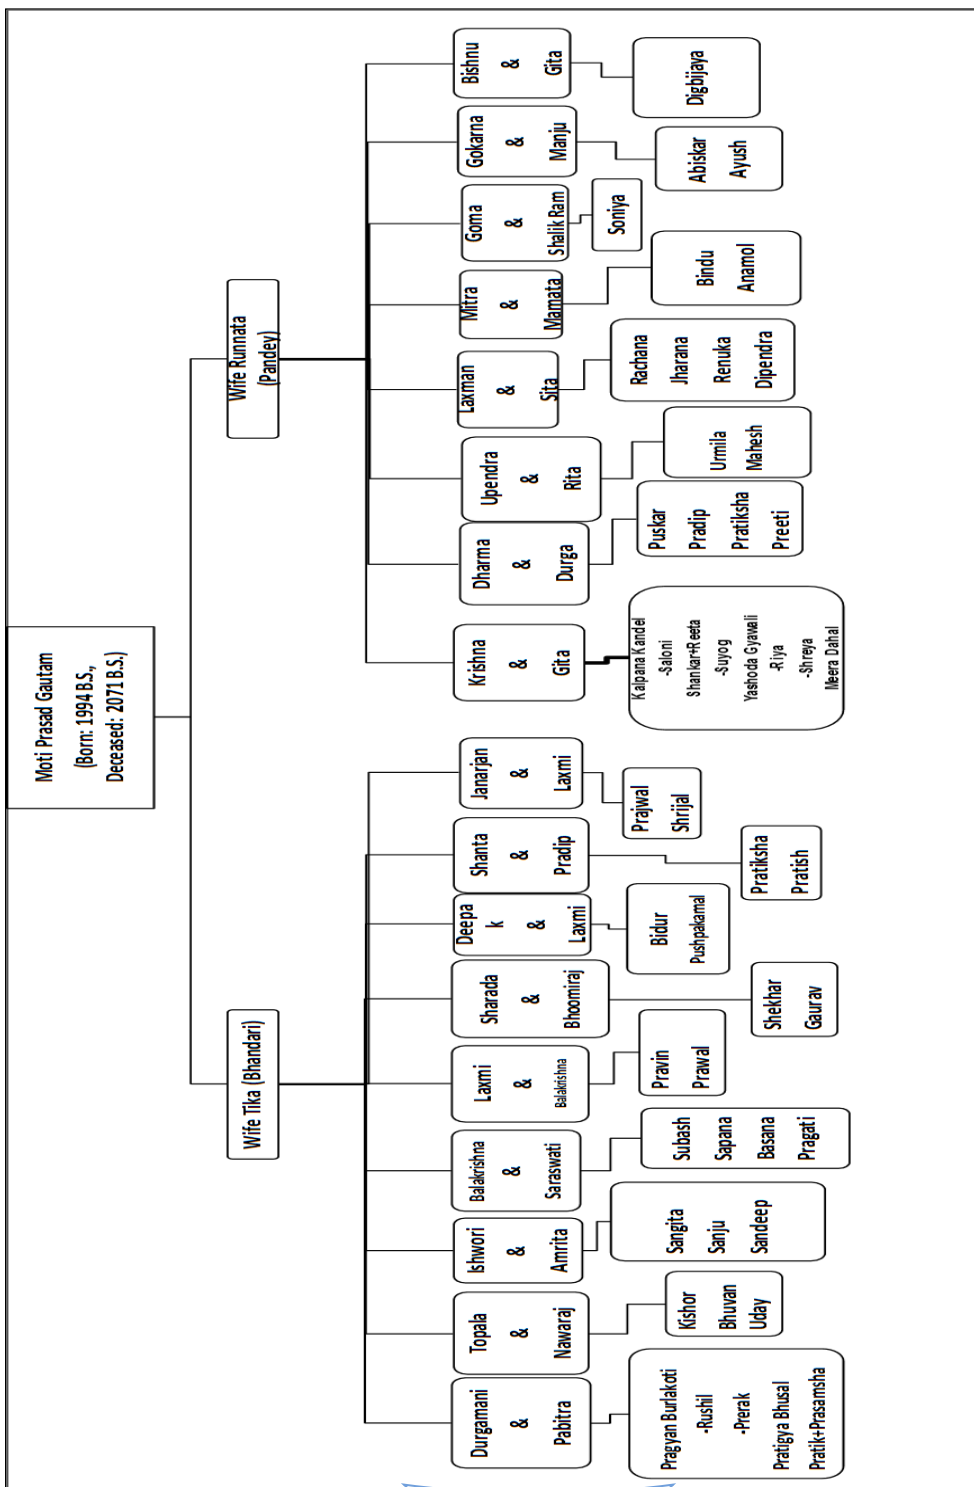 Moti Prasad Gautam
(Born: 1994 B.S.,
Deceased: 2071 B.S.)
Wife Tika (Bhandari)
Wife Runnata
(Pandey)
Durgamani
&
Pabitra
Topala
&
Nawaraj
Ishwori
&
Amrita
Balakrishna
&
Saraswati
Laxmi
&
Balakrishna
Sharada
&
Bhoomiraj
Deepa
k
&
Laxmi
Shanta
&
Pradip
Janarjan
&
Laxmi
Krishna
&
Gita
Dharma
&
Durga
Upendra
&
Rita
Laxman
&
Sita
Mitra
&
Mamata
Goma
&
Shalik Ram
Gokarna
&
Manju
Bishnu
&
Gita
Pragyan Burlakoti
-Rushil
-Prerak
Pratigya Bhusal
Pratik+Prasamsha
Kishor
Bhuvan
Uday
Sangita
Sanju
Sandeep
Subash
Sapana
Basana
Pragati
Pravin
Prawal
Shekhar
Gaurav
Bidur
Pushpakamal
Pratiksha
Pratish
Prajwal
Shrijal
Kalpana Kandel
-Saloni
Shankar+Reeta
-Suyog
Yashoda Gyawali
-Riya
-Shreya
Meera Dahal
Puskar
Pradip
Pratiksha
Preeti
Urmila
Mahesh
Rachana
Jharana
Renuka
Dipendra
Bindu
Anamol
Soniya
Abiskar
Ayush
Digbijaya